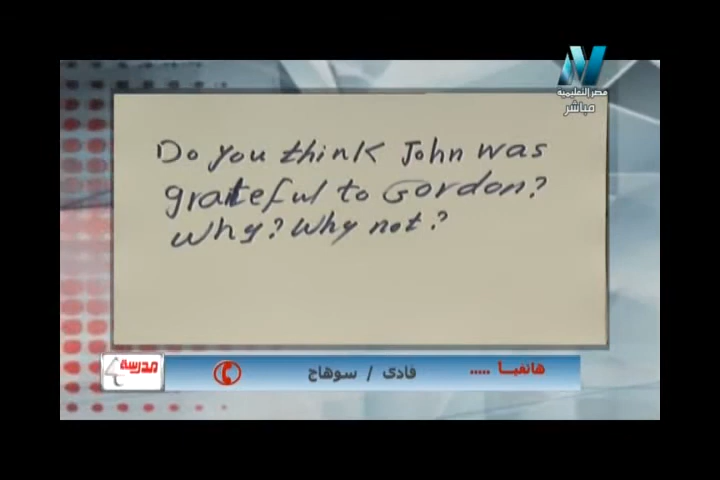 مصر التعليمية
مباشر
Do you think John was
grateful to Gordon?
Why? Why not?
هاتفيا ..... فادى / سوهاج
مدرسة